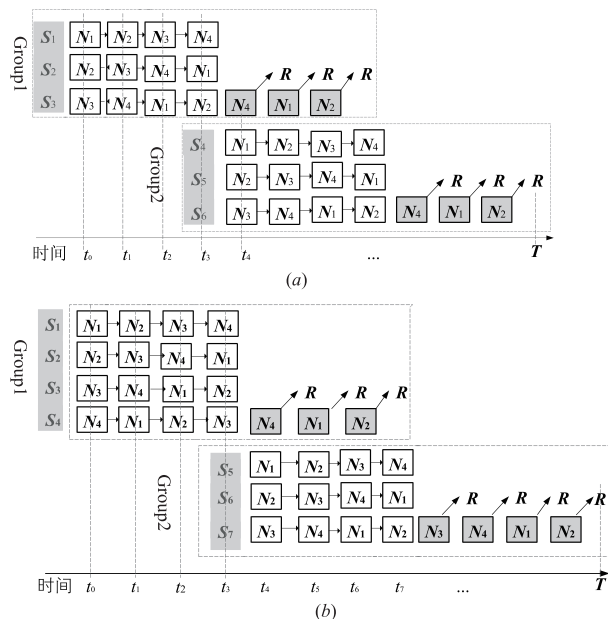 Group1
S1 N1 N2 N3 N4
S2 N2 N3 N4 N1 R R R
S3 N3 N4 N1 N2 N4 N1 N2
Group2
S4 N1 N2 N3 N4
S5 N2 N3 N4 N1 R R R R
S6 N3 N4 N1 N2 N4 N1 N2
时间 t0 t1 t2 t3 t4 ... T
(a)
Group1
S1 N1 N2 N3 N4
S2 N2 N3 N4 N1
S3 N3 N4 N1 N2 R R R
S4 N4 N1 N2 N3 N4 N1 N2
Group2
S5 N1 N2 N3 N4
S6 N2 N3 N4 N1 R R R R
S7 N3 N4 N1 N2 N3 N4 N1 N2
时间 t0 t1 t2 t3 t4 t5 t6 t7 ... T
(b)